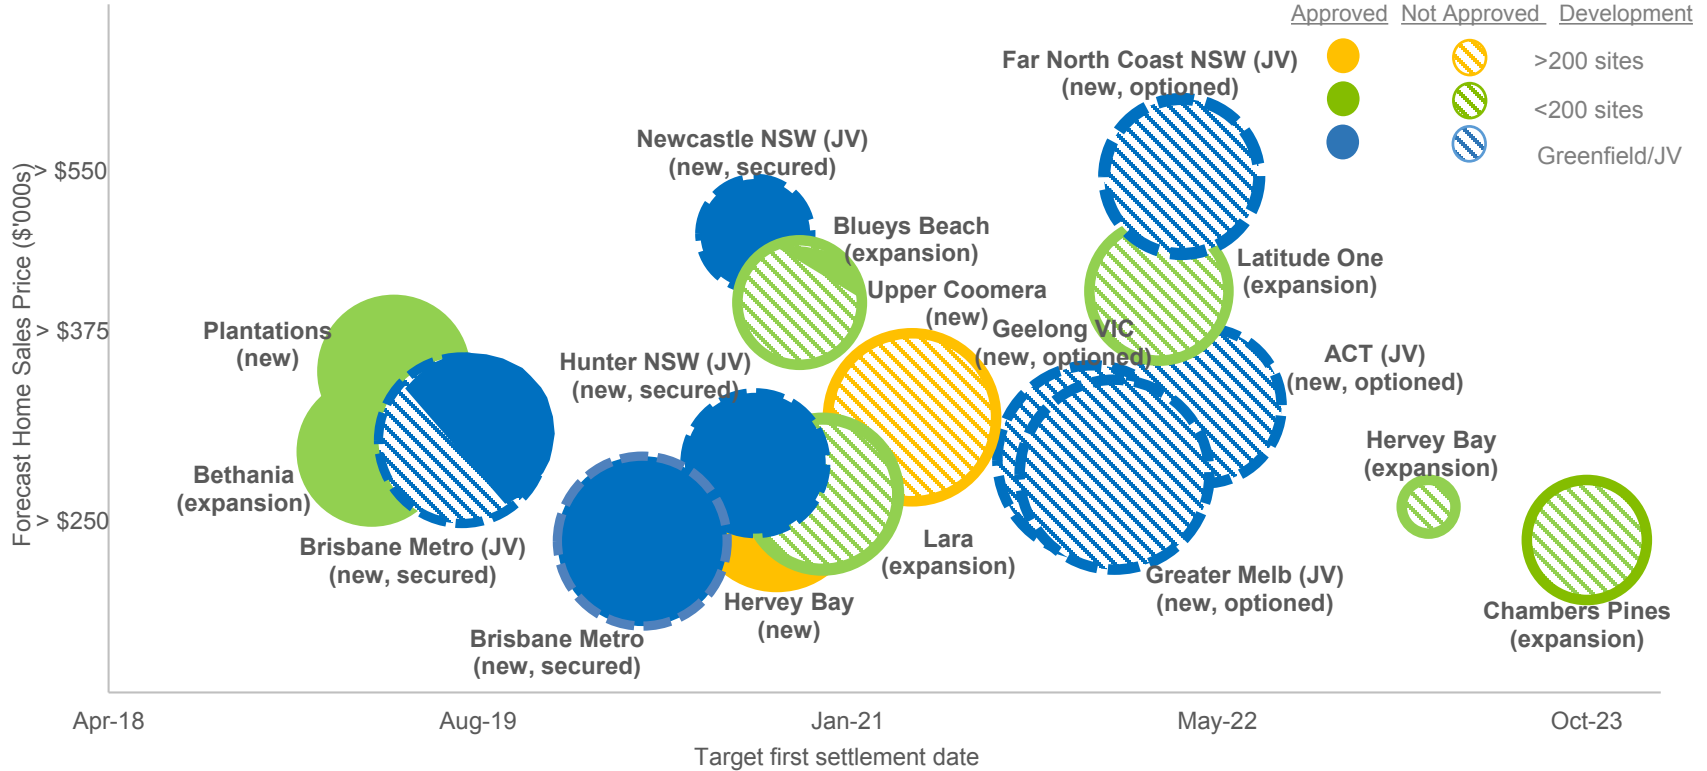 Approved Not Approved Development
>200 sites
<200 sites
Greenfield/JV
Far North Coast NSW (JV)
(new, optioned)
Newcastle NSW (JV)
(new, secured)
Blueys Beach
(expansion)
Latitude One
(expansion)
Upper Coomera
(new)
Geelong VIC
(new, optioned)
Plantations
(new)
Hunter NSW (JV)
(new, secured)
ACT (JV)
(new, optioned)
Hervey Bay
(expansion)
Bethania
(expansion)
Brisbane Metro (JV)
(new, secured)
Lara
(expansion)
Greater Melb (JV)
(new, optioned)
Hervey Bay
(new)
Chambers Pines
(expansion)
Brisbane Metro
(new, secured)
Forecast Home Sales Price ($'000s)
> $550
> $375
> $250
Apr-18 Aug-19 Jan-21 May-22 Oct-23
Target first settlement date